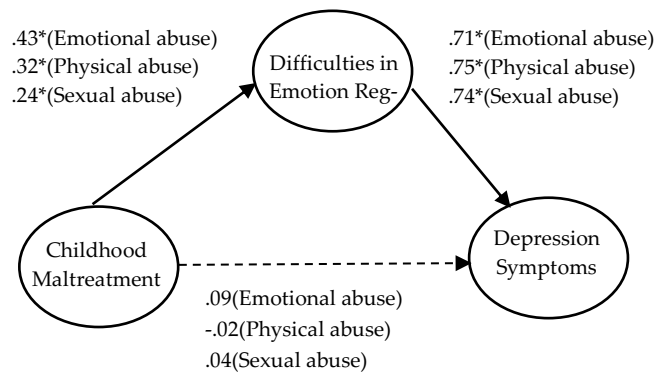 .43*(Emotional abuse)
.32*(Physical abuse)
.24*(Sexual abuse)
Difficulties in
Emotion Reg-
.71*(Emotional abuse)
.75*(Physical abuse)
.74*(Sexual abuse)
Childhood
Maltreatment
Depression
Symptoms
.09(Emotional abuse)
-.02(Physical abuse)
.04(Sexual abuse)